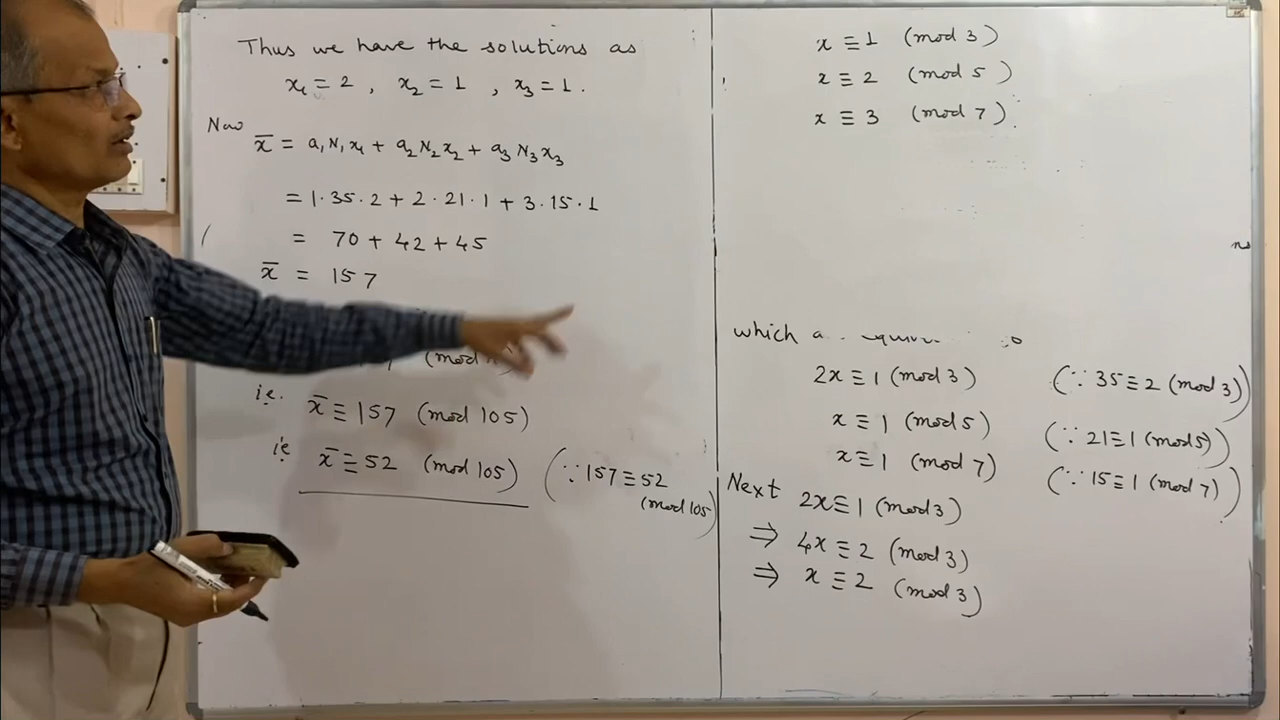 Thus we have the solutions as
x₁ = 2 , x₂ = 1 , x₃ = 1.
Now
x̄ = a₁N₁x₁ + a₂N₂x₂ + a₃N₃x₃
= 1·35·2 + 2·21·1 + 3·15·1
= 70 + 42 + 45
x̄ = 157
(mod
i.e. x̄ ≡ 157 (mod 105)
ie x̄ ≡ 52 (mod 105) (∵ 157 ≡ 52
(mod 105)
x ≡ 1 (mod 3)
x ≡ 2 (mod 5)
x ≡ 3 (mod 7).
which
2x ≡ 1 (mod 3) (∵ 35 ≡ 2 (mod 3))
x ≡ 1 (mod 5) (∵ 21 ≡ 1 (mod 5))
x ≡ 1 (mod 7) (∵ 15 ≡ 1 (mod 7))
Next 2x ≡ 1 (mod 3)
⇒ 4x ≡ 2 (mod 3)
⇒ x ≡ 2 (mod 3)